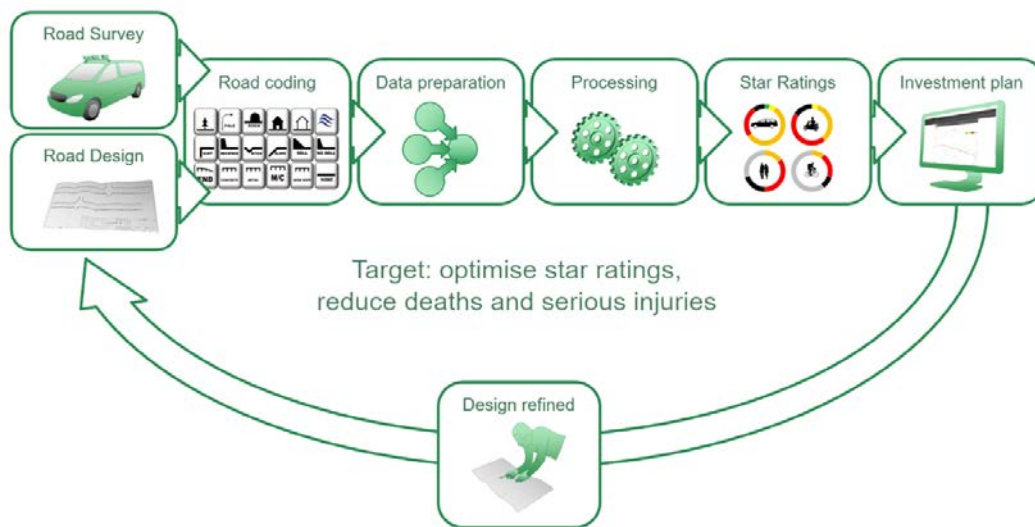 Road Survey
Road Design
Road coding
Data preparation
Processing
Star Ratings
Investment plan
Target: optimise star ratings,
reduce deaths and serious injuries
Design refined